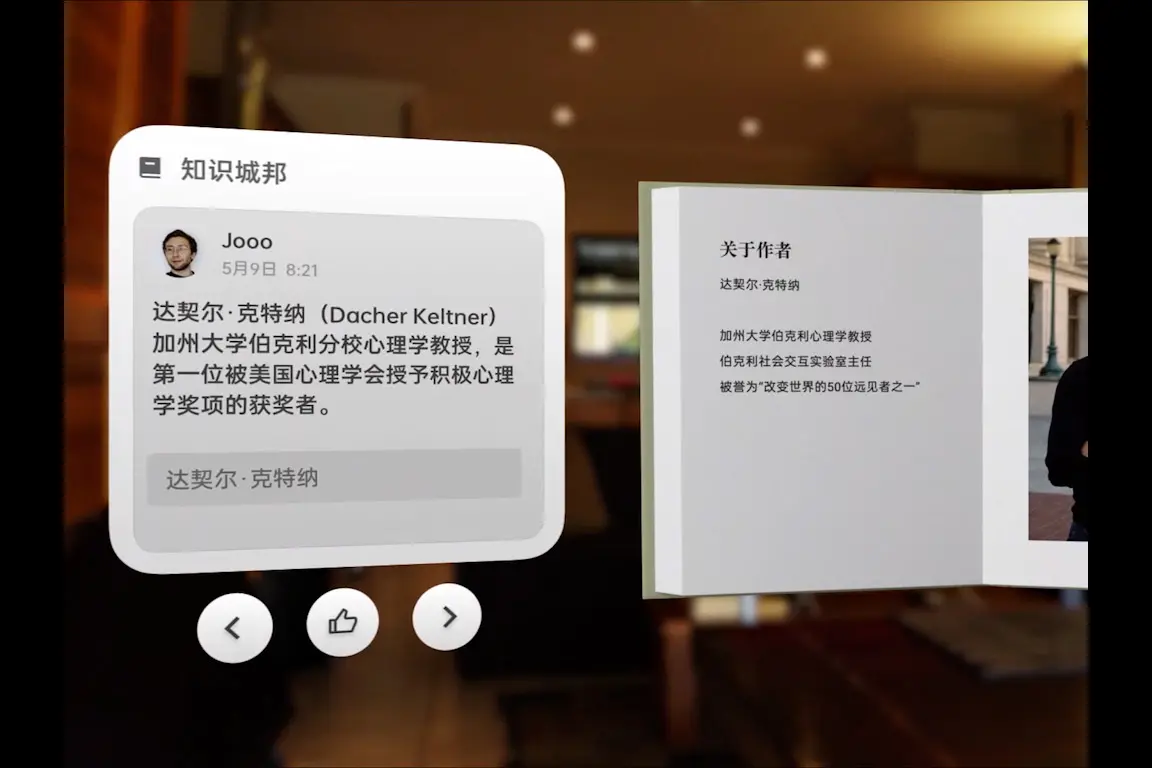 知识城邦
Jooo
5月9日 8:21
达契尔·克特纳（Dacher Keltner）
加州大学伯克利分校心理学教授，是
第一位被美国心理学会授予积极心理
学奖项的获奖者。
达契尔·克特纳
关于作者
达契尔·克特纳
加州大学伯克利心理学教授
伯克利社会交互实验室主任
被誉为“改变世界的50位远见者之一”